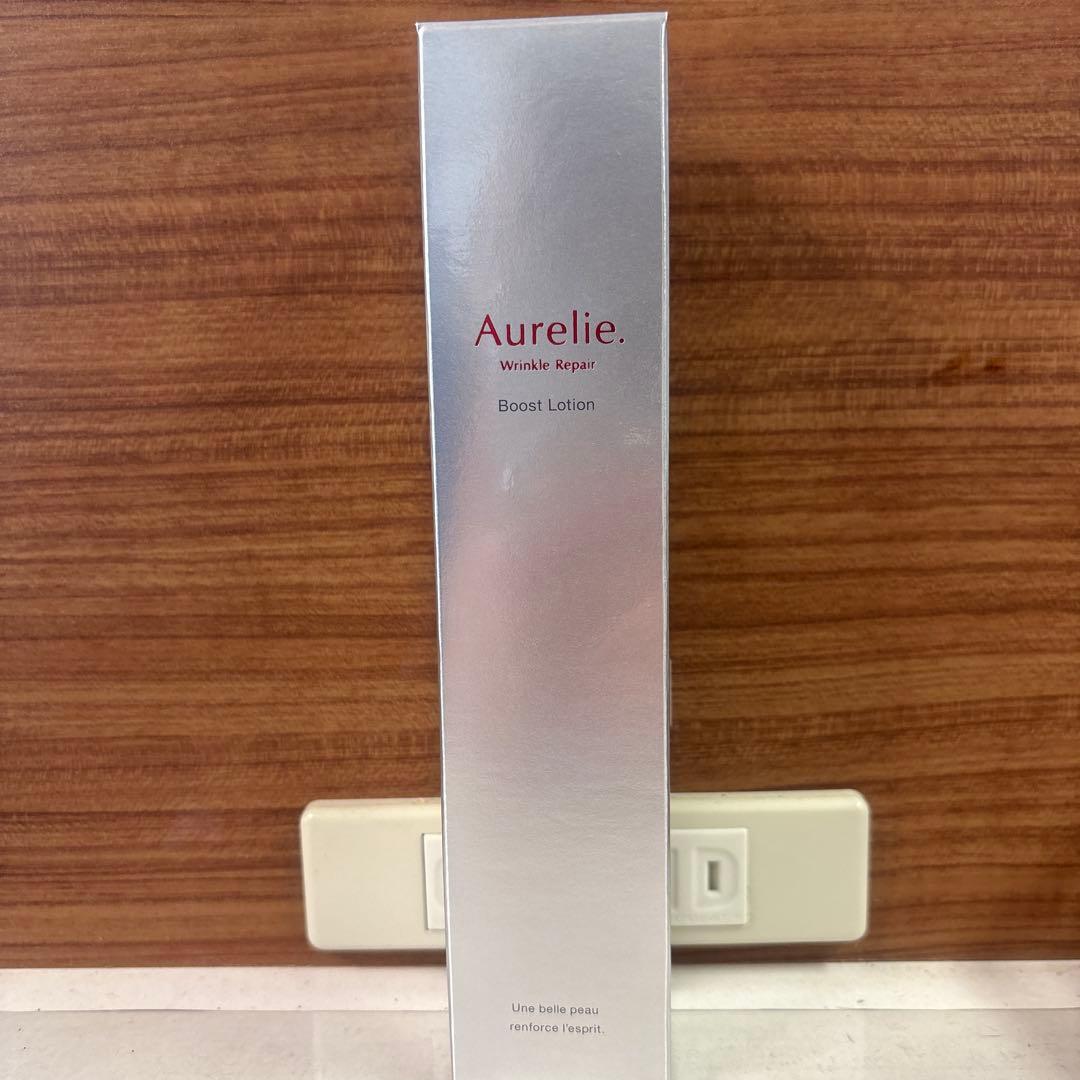 Aurelie.
Wrinkle Repair
Boost Lotion
Une belle peau
renforce l'esprit.